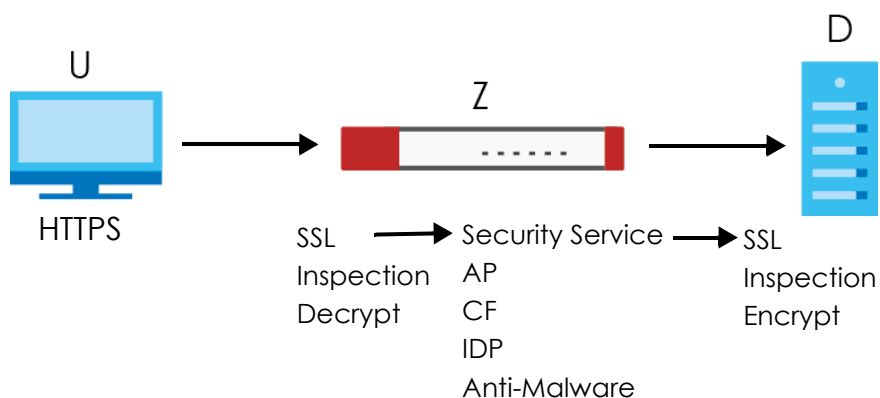 U
Z
D
HTTPS
SSL
Inspection
Decrypt
Security Service
AP
CF
IDP
Anti-Malware
SSL
Inspection
Encrypt